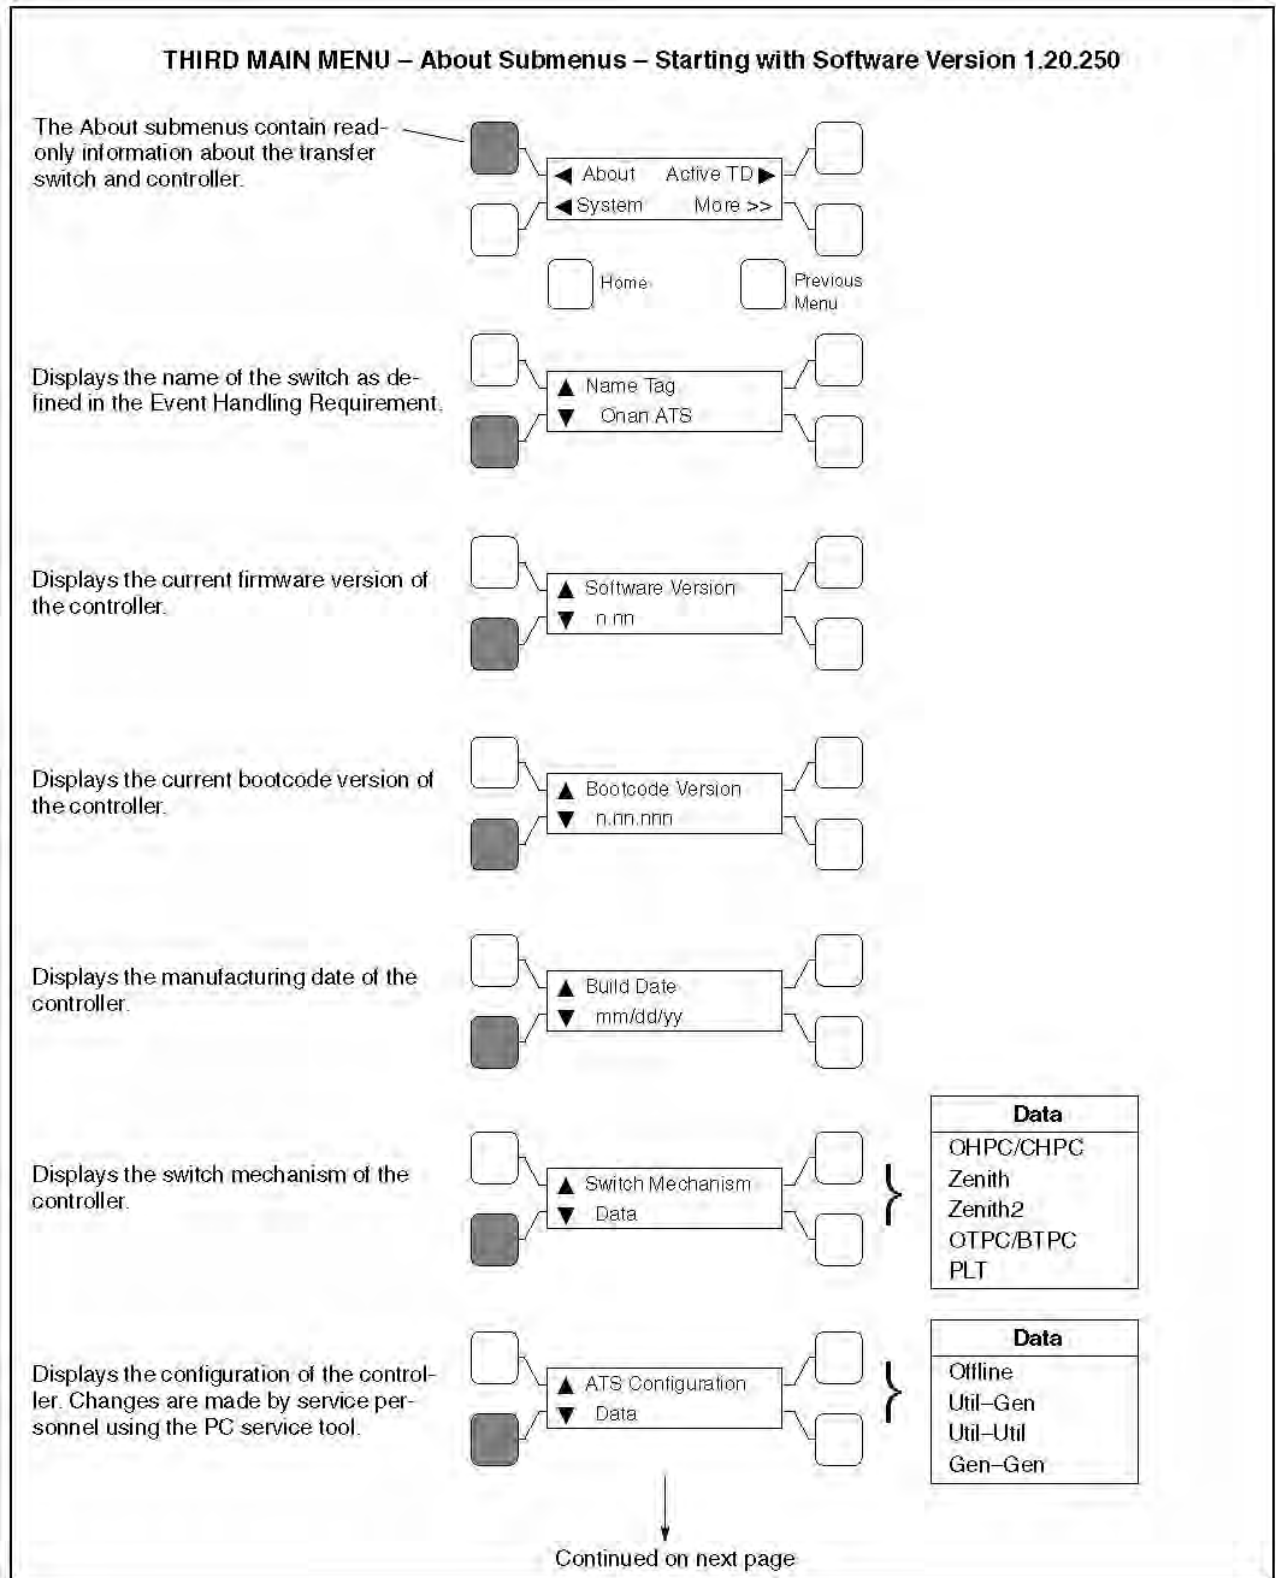 THIRD MAIN MENU – About Submenus – Starting with Software Version 1.20.250
The About submenus contain read-
only information about the transfer
switch and controller.
◀ About Active TD ▶
◀ System More >>
Home
Previous
Menu
Displays the name of the switch as de-
fined in the Event Handling Requirement.
▲ Name Tag
▼ Onan ATS
Displays the current firmware version of
the controller.
▲ Software Version
▼ n.nn
Displays the current bootcode version of
the controller.
▲ Bootcode Version
▼ n.nn.nnn
Displays the manufacturing date of the
controller.
▲ Build Date
▼ mm/dd/yy
Displays the switch mechanism of the
controller.
▲ Switch Mechanism
▼ Data
Data
OHPC/CHPC
Zenith
Zenith2
OTPC/BTPC
PLT
Displays the configuration of the control-
ler. Changes are made by service per-
sonnel using the PC service tool.
▲ ATS Configuration
▼ Data
Data
Offline
Util–Gen
Util–Util
Gen–Gen
Continued on next page